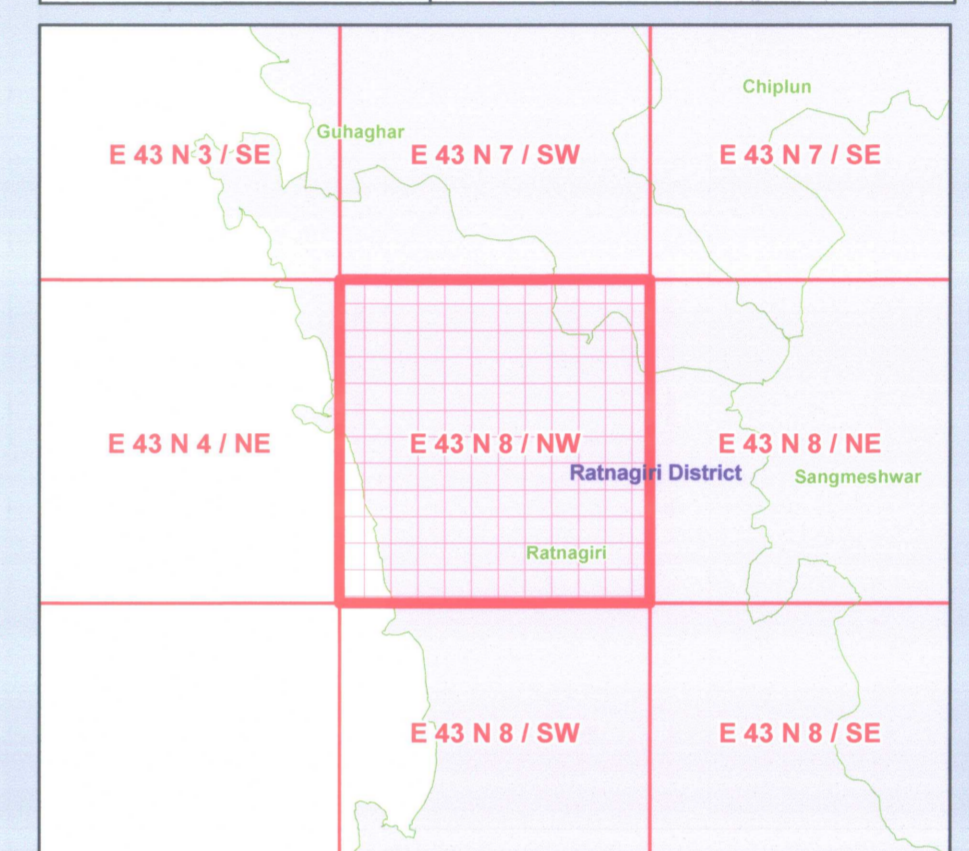 Chiplun
Guhaghar
E 43 N 3 / SE
E 43 N 7 / SW
E 43 N 7 / SE
E 43 N 4 / NE
E 43 N 8 / NW
E 43 N 8 / NE
Ratnagiri District
Sangmeshwar
Ratnagiri
E 43 N 8 / SW
E 43 N 8 / SE